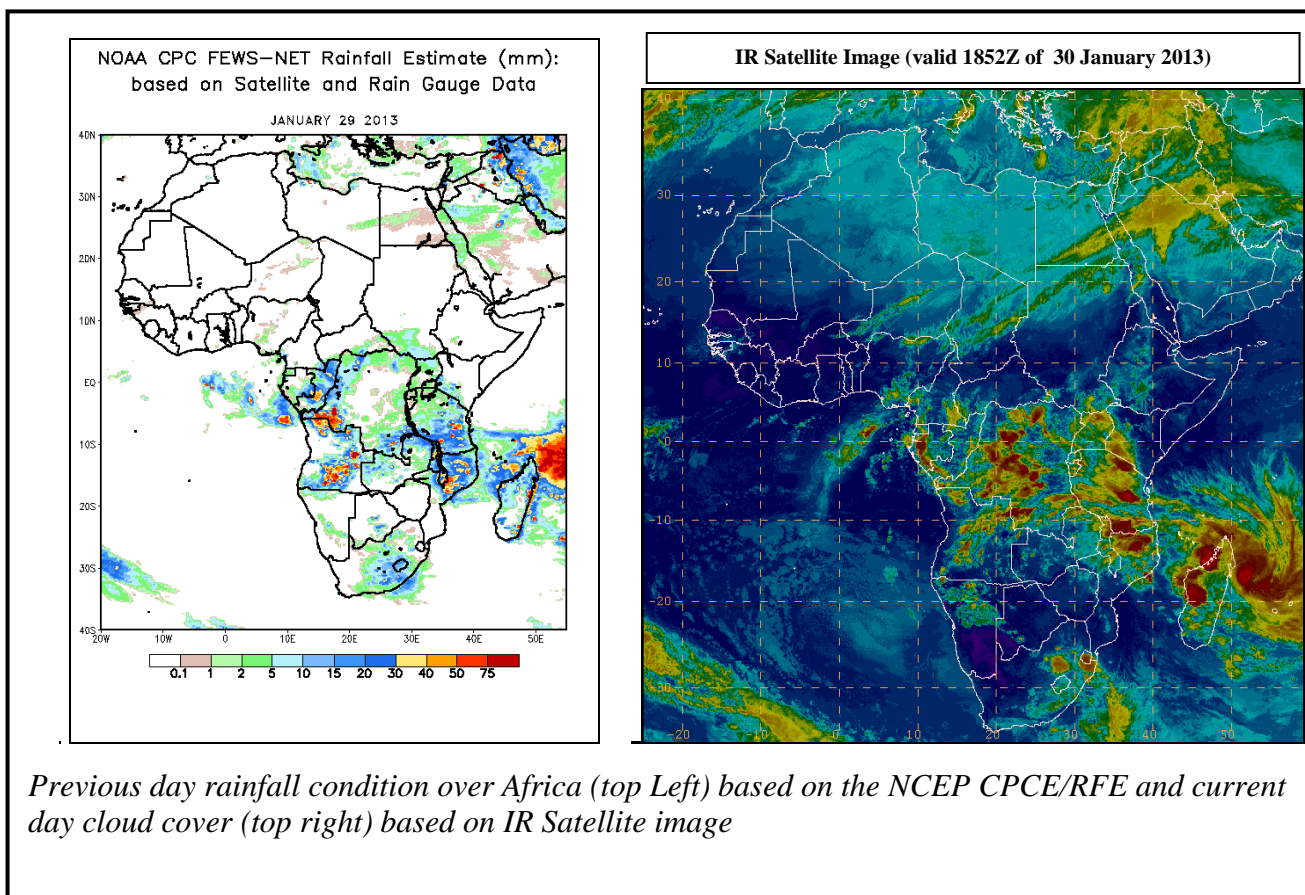 NOAA CPC FEWS-NET Rainfall Estimate (mm):
based on Satellite and Rain Gauge Data
JANUARY 29 2013
40N
30N
20N
10N
EQ
10S
20S
30S
40S
20W 10W 0 10E 20E 30E 40E 50E
0.1 1 2 5 10 15 20 30 40 50 75
IR Satellite Image (valid 1852Z of 30 January 2013)
40
30
20
10
0
-10
-20
-30
-20 -10 0 10 20 30 40 50
Previous day rainfall condition over Africa (top Left) based on the NCEP CPCE/RFE and current
day cloud cover (top right) based on IR Satellite image